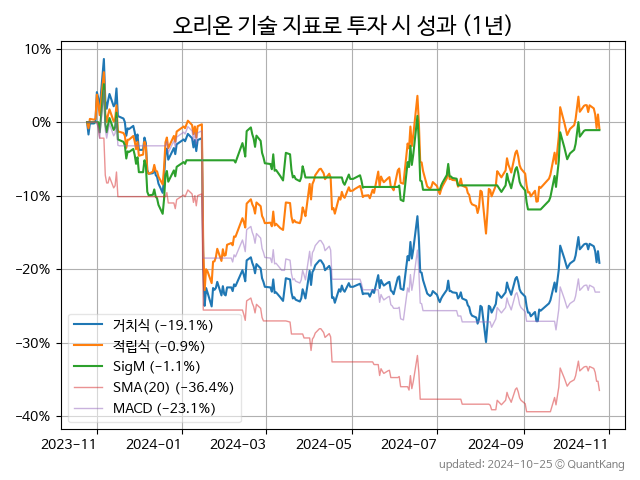 오리온 기술 지표로 투자 시 성과 (1년)
10%
0%
−10%
−20%
−30%
−40%
거치식 (−19.1%)
적립식 (−0.9%)
SigM (−1.1%)
SMA(20) (−36.4%)
MACD (−23.1%)
2023−11 2024−01 2024−03 2024−05 2024−07 2024−09 2024−11
updated: 2024-10-25 © QuantKang